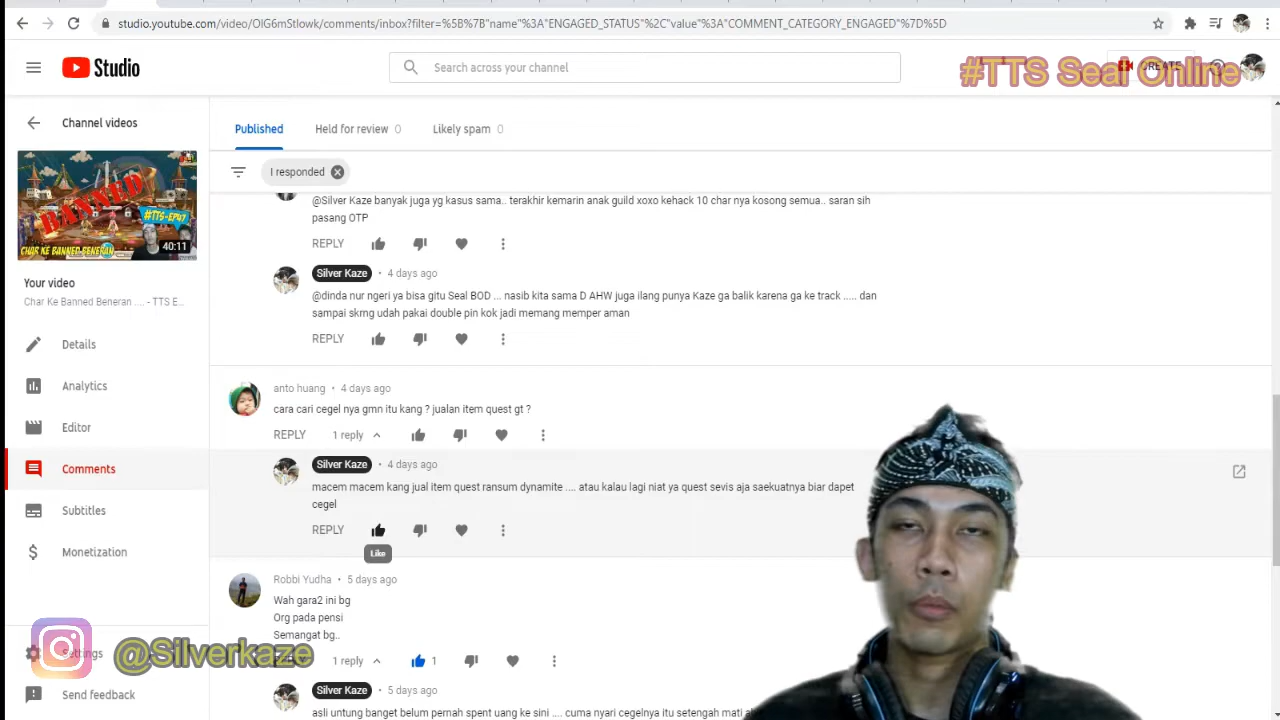 studio.youtube.com/video/OlG6mStlowk/comments/inbox?filter=%5B%7B"name"%3A"ENGAGED_STATUS"%2C"value"%3A"COMMENT_CATEGORY_ENGAGED"%7D%5D
Studio
Search across your channel
#TTS Seal Online
Channel videos
Published
Held for review 0
Likely spam 0
I responded
BANNED
#TTS-EP47
CHAR KE BANNED BENERAN
40:11
Your video
Char Ke Banned Beneran .... - TTS E...
Details
Analytics
Editor
Comments
Subtitles
Monetization
Settings
Send feedback
@Silverkaze
@Silver Kaze banyak juga yg kasus sama.. terakhir kemarin anak guild xoxo kehack 10 char nya kosong semua.. saran sih
pasang OTP
REPLY
Silver Kaze • 4 days ago
@dinda nur ngeri ya bisa gitu Seal BOD ... nasib kita sama D AHW juga ilang punya Kaze ga balik karena ga ke track ..... dan
sampai skrng udah pakai double pin kok jadi memang memper aman
REPLY
anto huang • 4 days ago
cara cari cegel nya gmn itu kang ? jualan item quest gt ?
REPLY 1 reply
Silver Kaze • 4 days ago
macem macem kang jual item quest ransum dynamite .... atau kalau lagi niat ya quest sevis aja saekuatnya biar dapet
cegel
REPLY
Like
Robbi Yudha • 5 days ago
Wah gara2 ini bg
Org pada pensi
Semangat bg..
1 reply 1
Silver Kaze • 5 days ago
asli untung banget belum pernah spent uang ke sini .... cuma nyari cegelnya itu setengah mati